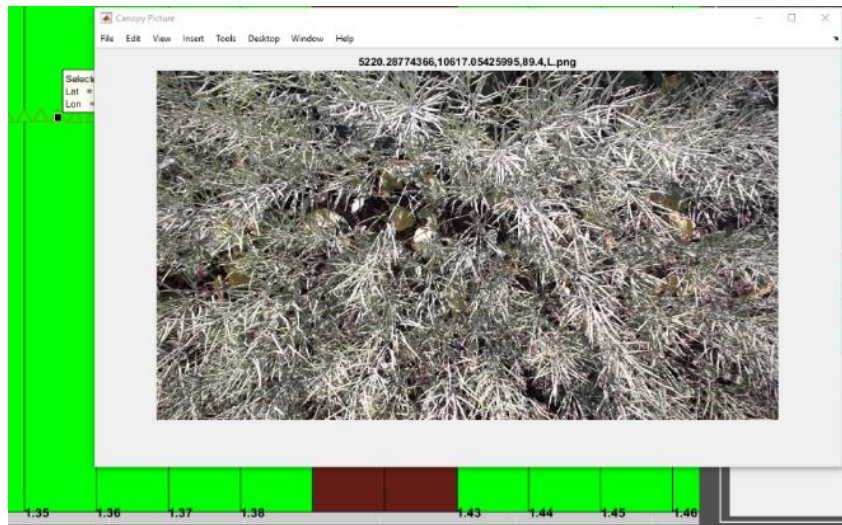 Canopy Picture
File Edit View Insert Tools Desktop Window Help
5220.28774366,10617.05425995,89.4,L.png
Select
Lat =
Lon =
1.35 1.36 1.37 1.38 1.43 1.44 1.45 1.46